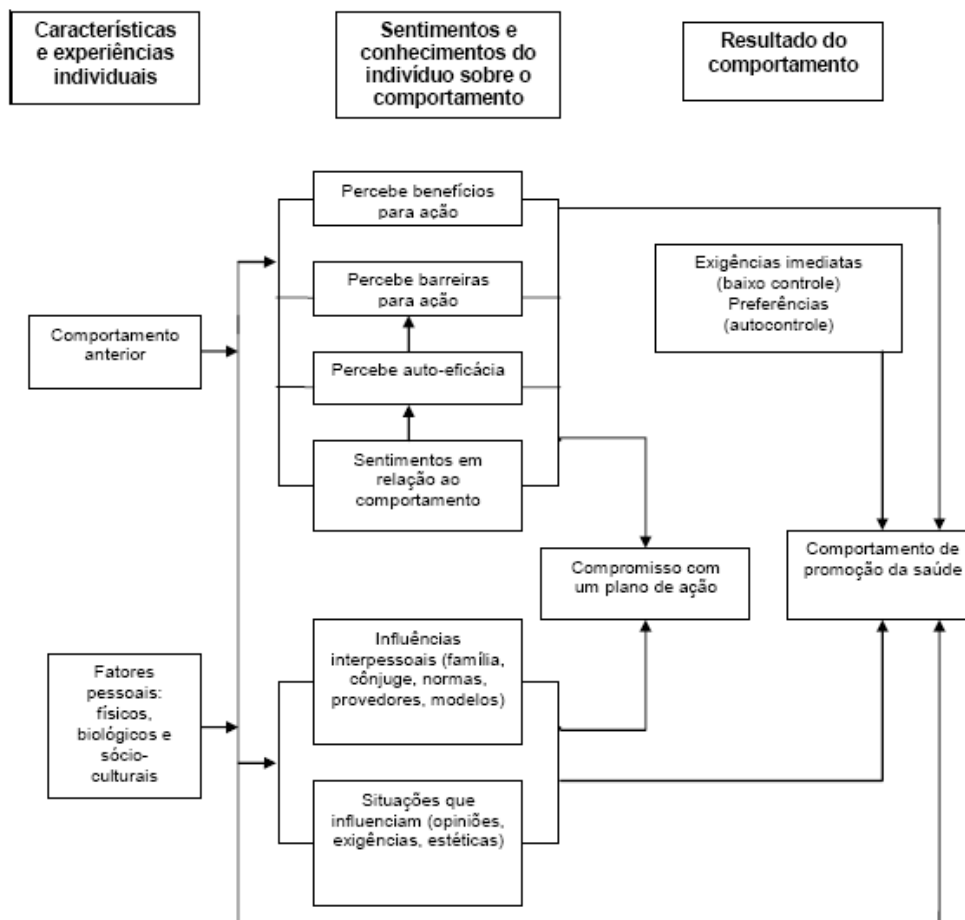 Características
e experiências
individuais
Sentimentos e
conhecimentos do
indivíduo sobre o
comportamento
Resultado do
comportamento
Percebe benefícios
para ação
Percebe barreiras
para ação
Percebe auto-eficácia
Sentimentos em
relação ao
comportamento
Comportamento
anterior
Exigências imediatas
(baixo controle)
Preferências
(autocontrole)
Compromisso com
um plano de ação
Comportamento de
promoção da saúde
Fatores
pessoais:
físicos,
biológicos e
sócio-
culturais
Influências
interpessoais (família,
cônjuge, normas,
provedores, modelos)
Situações que
influenciam (opiniões,
exigências, estéticas)